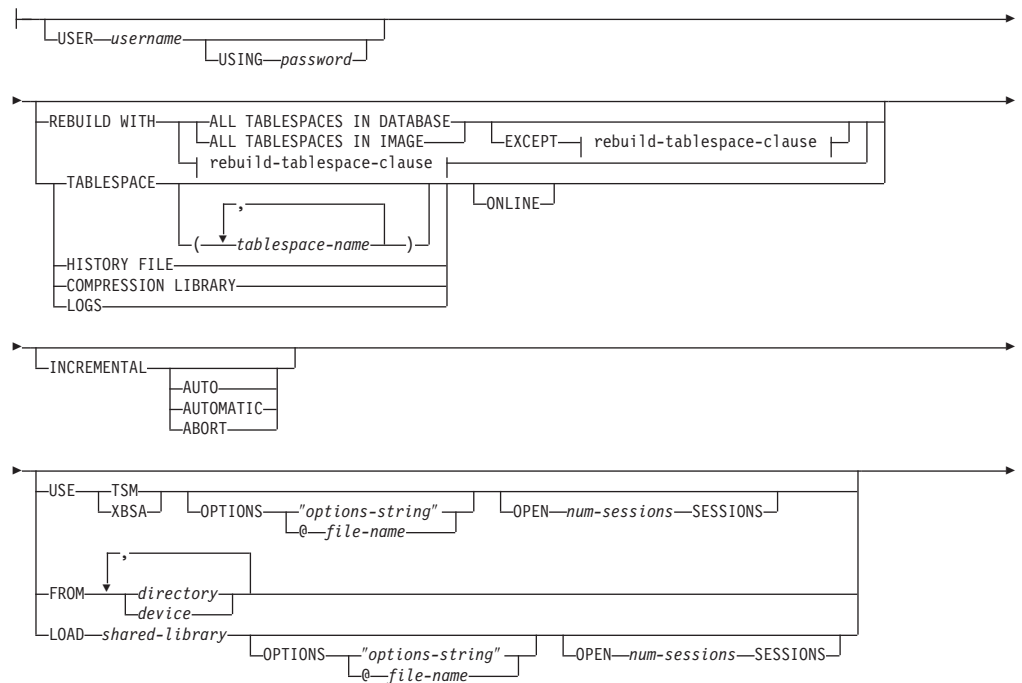 USER username
USING password
REBUILD WITH ALL TABLESPACES IN DATABASE
ALL TABLESPACES IN IMAGE EXCEPT rebuild-tablespace-clause
rebuild-tablespace-clause
TABLESPACE
ONLINE
,
( tablespace-name )
HISTORY FILE
COMPRESSION LIBRARY
LOGS
INCREMENTAL
AUTO
AUTOMATIC
ABORT
USE TSM
XBSA OPTIONS "options-string" OPEN num-sessions SESSIONS
@ file-name
,
FROM directory
device
LOAD shared-library
OPTIONS "options-string" OPEN num-sessions SESSIONS
@ file-name